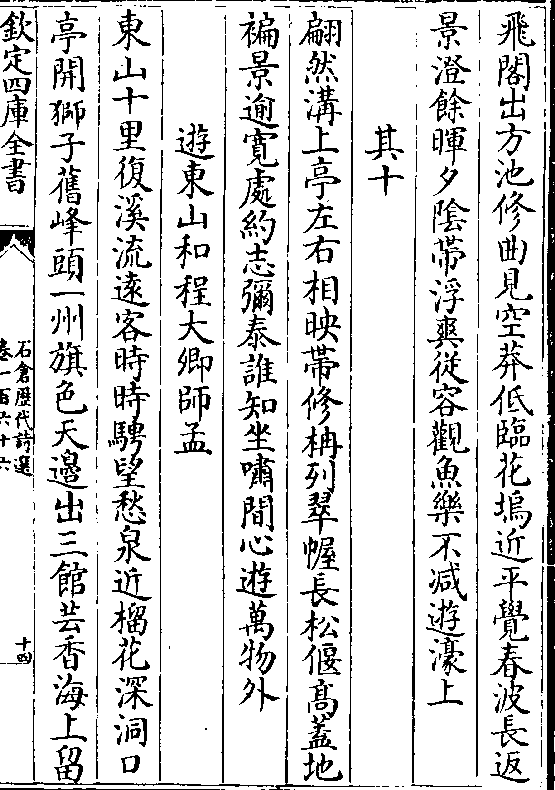 飛閣出方池修曲見空莽低臨花塢近平覺春波長返
景澄餘暉夕陰帶浮爽從容觀魚樂不减遊濠上
其十
翩然溝上亭左右相映帶修柟列翠幄長松偃髙蓋地
褊景逾寛處約志彌泰誰知坐嘯間心遊萬物外
遊東山和程大卿師孟
東山十里復溪流逺客時時騁望愁泉近榴花深洞口
亭開獅子舊峰頭一州旗色天邊出三館芸香海上留
欽定四庫全書
石倉歴代詩選
卷一百六十六
十四